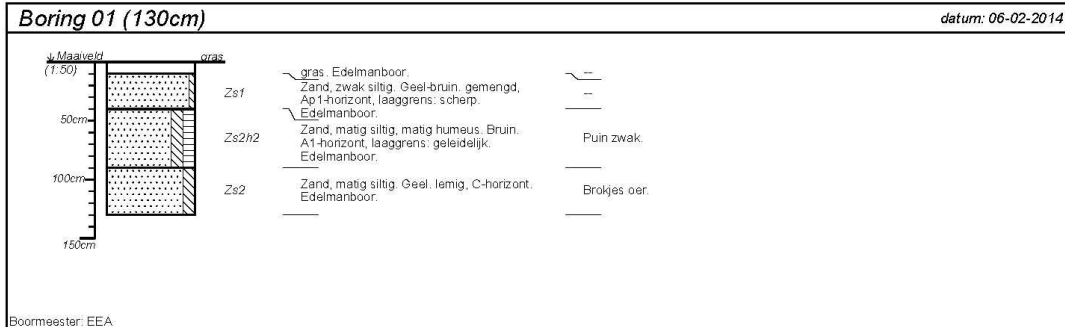 Boring 01 (130cm)
datum: 06-02-2014
Maaiveld
gras
(1:50)
gras. Edelmanboor.
--
Zs1
Zand, zwak siltig. Geel-bruin. gemengd,
Ap1-horizont, laaggrens: scherp.
Edelmanboor.
--
50cm
Zs2h2
Zand, matig siltig, matig humeus. Bruin.
A1-horizont, laaggrens: geleidelijk.
Edelmanboor.
Puin zwak.
100cm
Zs2
Zand, matig siltig. Geel. lemig, C-horizont.
Edelmanboor.
Brokjes oer.
150cm
Boormeester: EEA